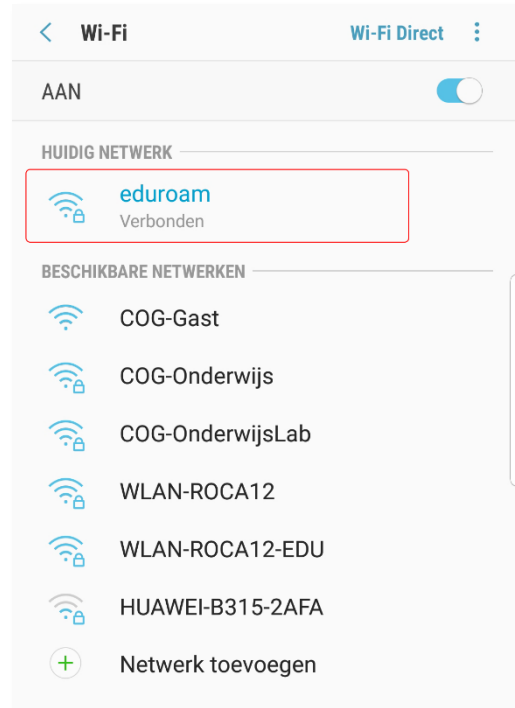 Wi-Fi Wi-Fi Direct
AAN
HUIDIG NETWERK
eduroam
Verbonden
BESCHIKBARE NETWERKEN
COG-Gast
COG-Onderwijs
COG-OnderwijsLab
WLAN-ROCA12
WLAN-ROCA12-EDU
HUAWEI-B315-2AFA
Netwerk toevoegen